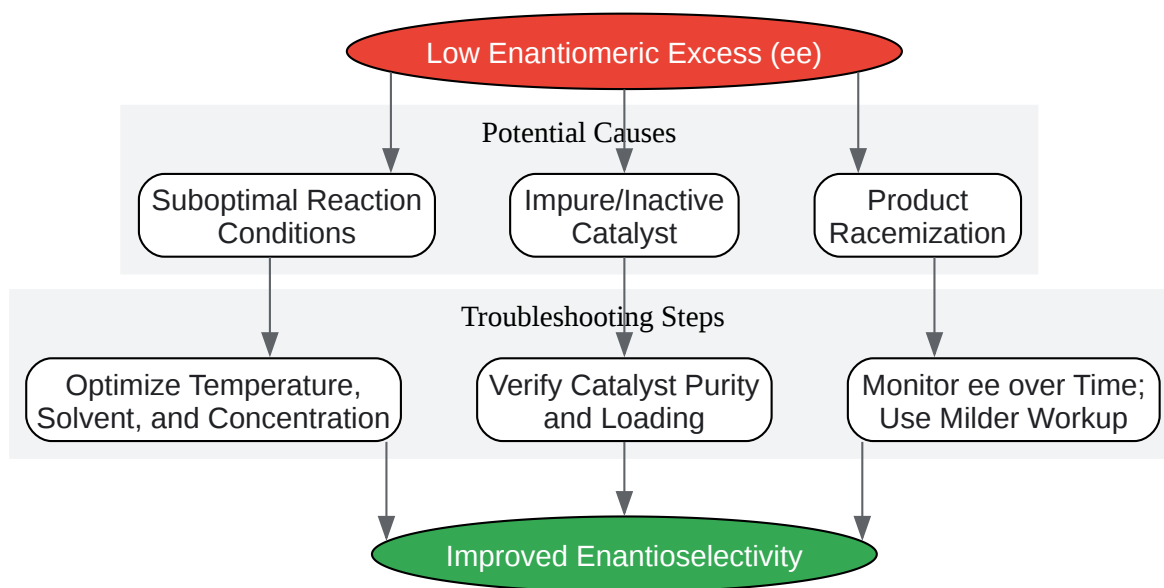 Low Enantiomeric Excess (ee)
Potential Causes
Suboptimal Reaction
Conditions
Impure/Inactive
Catalyst
Product
Racemization
Troubleshooting Steps
Optimize Temperature,
Solvent, and Concentration
Verify Catalyst Purity
and Loading
Monitor ee over Time;
Use Milder Workup
Improved Enantioselectivity